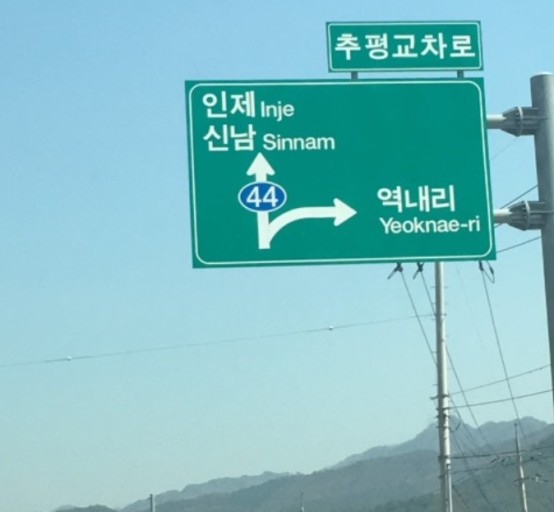 추평교차로
인제 Inje
신남 Sinnam
44
역내리
Yeoknae-ri